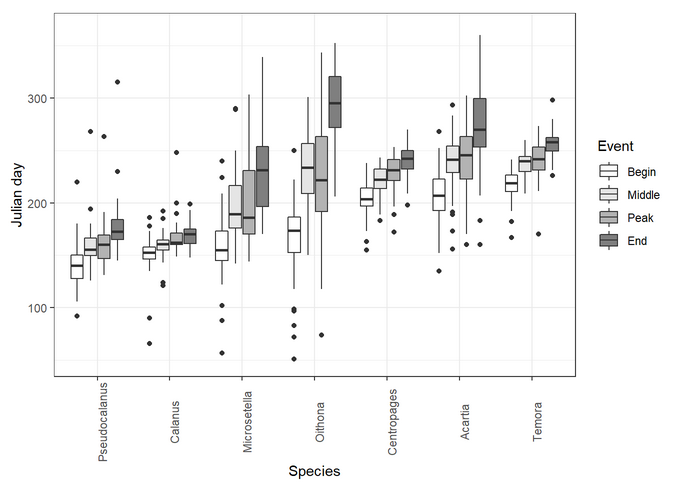 Julian day
300
200
100
Pseudocalanus
Calanus
Microsetella
Oithona
Centropages
Acartia
Temora
Species
Event
Begin
Middle
Peak
End